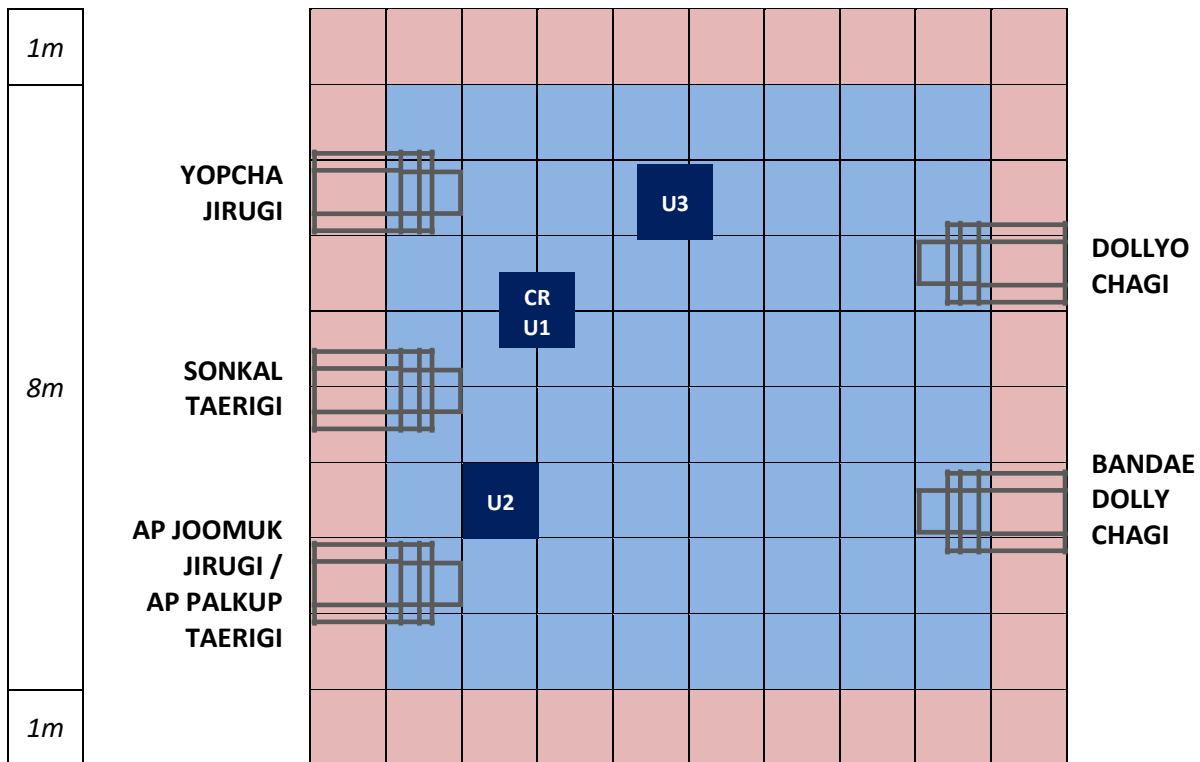 1m
8m
1m
YOPCHA
JIRUGI
SONKAL
TAERIGI
AP JOOMUK
JIRUGI /
AP PALKUP
TAERIGI
U3
CR
U1
U2
DOLLYO
CHAGI
BANDAE
DOLLY
CHAGI